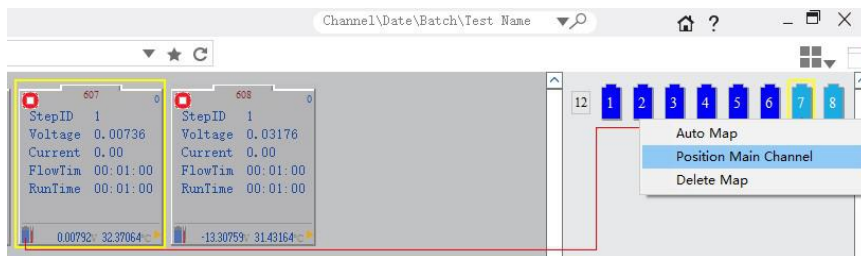 Channel\Date\Batch\Test Name
?
607 0
StepID 1
Voltage 0.00736
Current 0.00
FlowTim 00:01:00
RunTime 00:01:00
0.00792V 32.37064℃
608 0
StepID 1
Voltage 0.03176
Current 0.00
FlowTim 00:01:00
RunTime 00:01:00
-13.30759V 31.43164℃
12 1 2 3 4 5 6 7 8
Auto Map
Position Main Channel
Delete Map